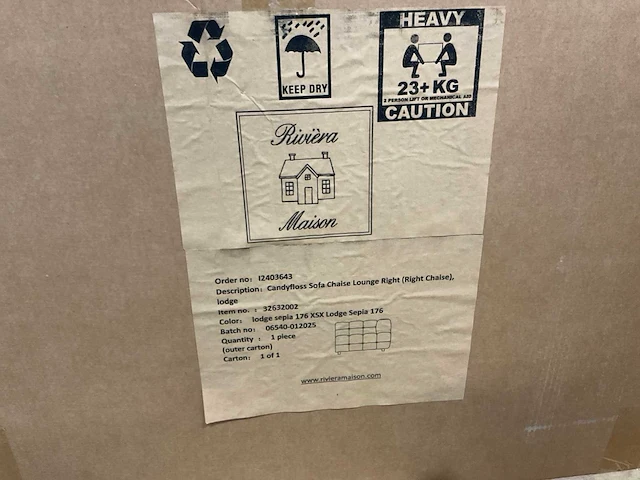 KEEP DRY
HEAVY
23+ KG
2 PERSON LIFT OR MECHANICAL AID
CAUTION
Rivièra
Maison
Order no: I2403643
Description: Candyfloss Sofa Chaise Lounge Right (Right Chaise),
lodge
Item no. : 32632002
Color: lodge sepia 176 XSX Lodge Sepia 176
Batch no: 06540-012025
Quantity : 1 piece
(outer carton)
Carton: 1 of 1
www.rivieramaison.com